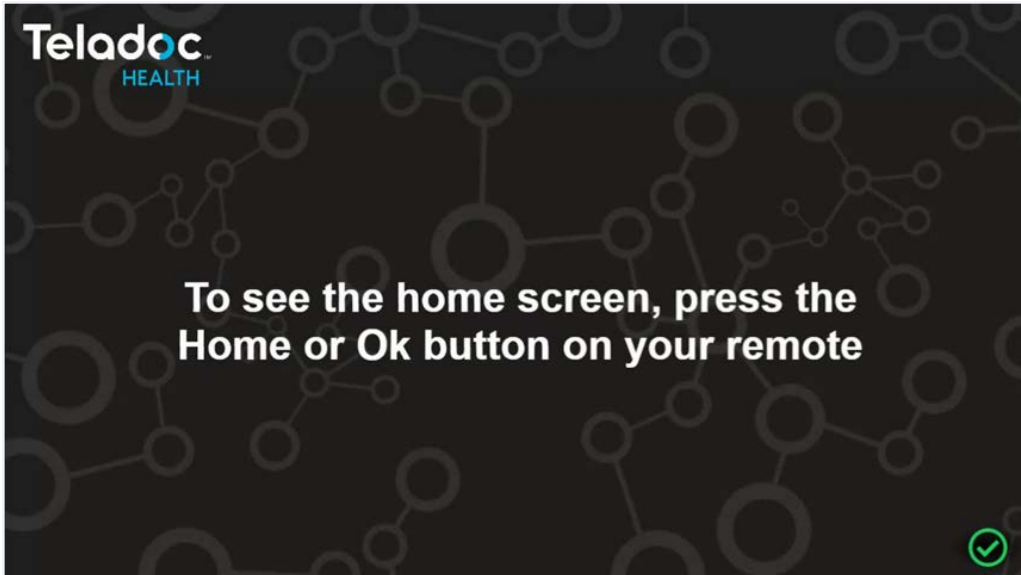 Teladoc
HEALTH
To see the home screen, press the
Home or Ok button on your remote